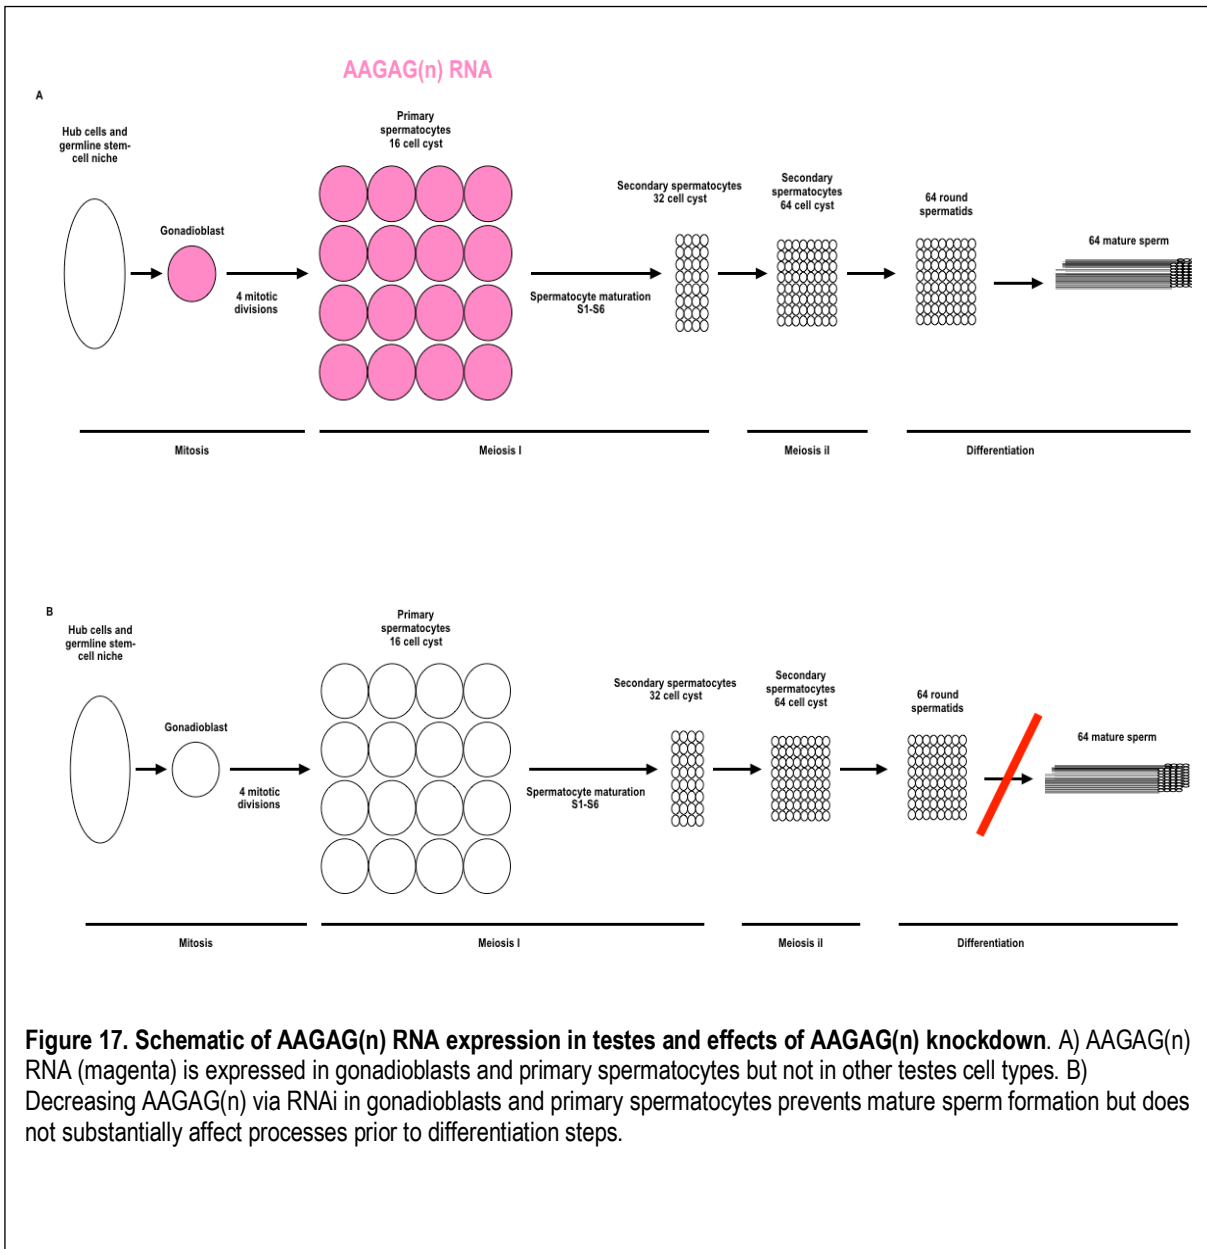 AAGAG(n) RNA
A
Hub cells and
germline stem-
cell niche
Gonadioblast
4 mitotic
divisions
Primary
spermatocytes
16 cell cyst
Spermatocyte maturation
S1-S6
Secondary spermatocytes
32 cell cyst
Secondary
spermatocytes
64 cell cyst
64 round
spermatids
64 mature sperm
Mitosis
Meiosis I
Meiosis iI
Differentiation
B
Hub cells and
germline stem-
cell niche
Gonadioblast
4 mitotic
divisions
Primary
spermatocytes
16 cell cyst
Spermatocyte maturation
S1-S6
Secondary spermatocytes
32 cell cyst
Secondary
spermatocytes
64 cell cyst
64 round
spermatids
64 mature sperm
Mitosis
Meiosis I
Meiosis iI
Differentiation
Figure 17. Schematic of AAGAG(n) RNA expression in testes and effects of AAGAG(n) knockdown. A) AAGAG(n)
RNA (magenta) is expressed in gonadioblasts and primary spermatocytes but not in other testes cell types. B)
Decreasing AAGAG(n) via RNAi in gonadioblasts and primary spermatocytes prevents mature sperm formation but does
not substantially affect processes prior to differentiation steps.